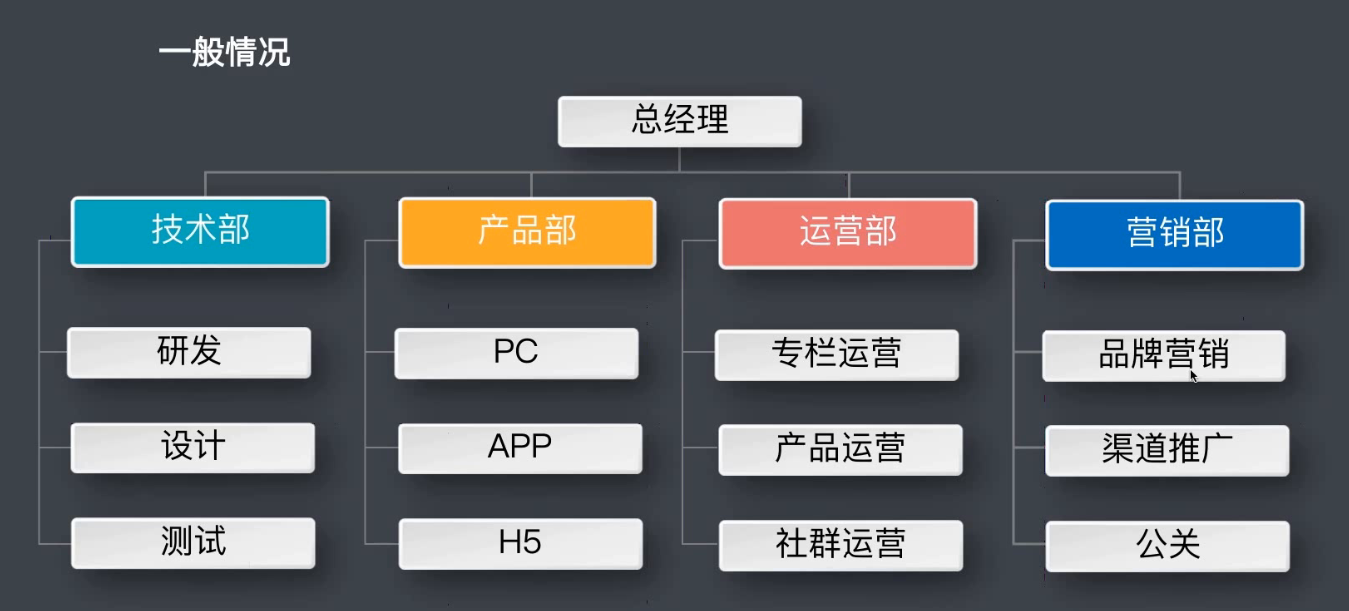 一般情况
总经理
技术部
产品部
运营部
营销部
研发
PC
专栏运营
品牌营销
设计
APP
产品运营
渠道推广
测试
H5
社群运营
公关